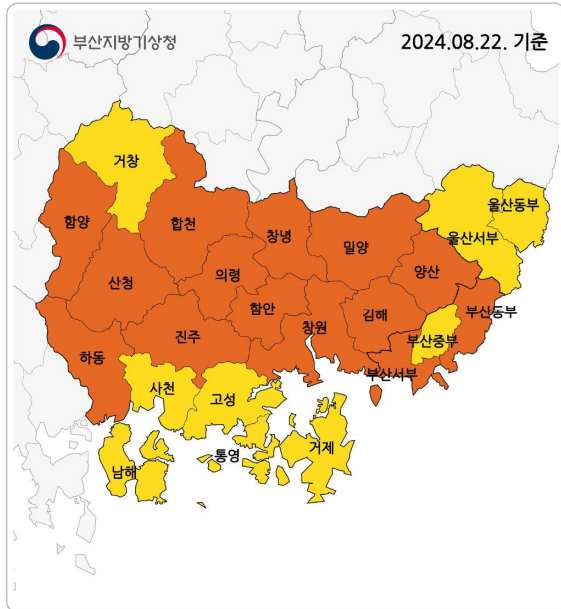 부산지방기상청
2024.08.22. 기준
거창
함양
합천
창녕
밀양
울산동부
울산서부
산청
의령
양산
함안
진주
창원
김해
부산동부
부산중부
하동
사천
고성
부산서부
통영
거제
남해